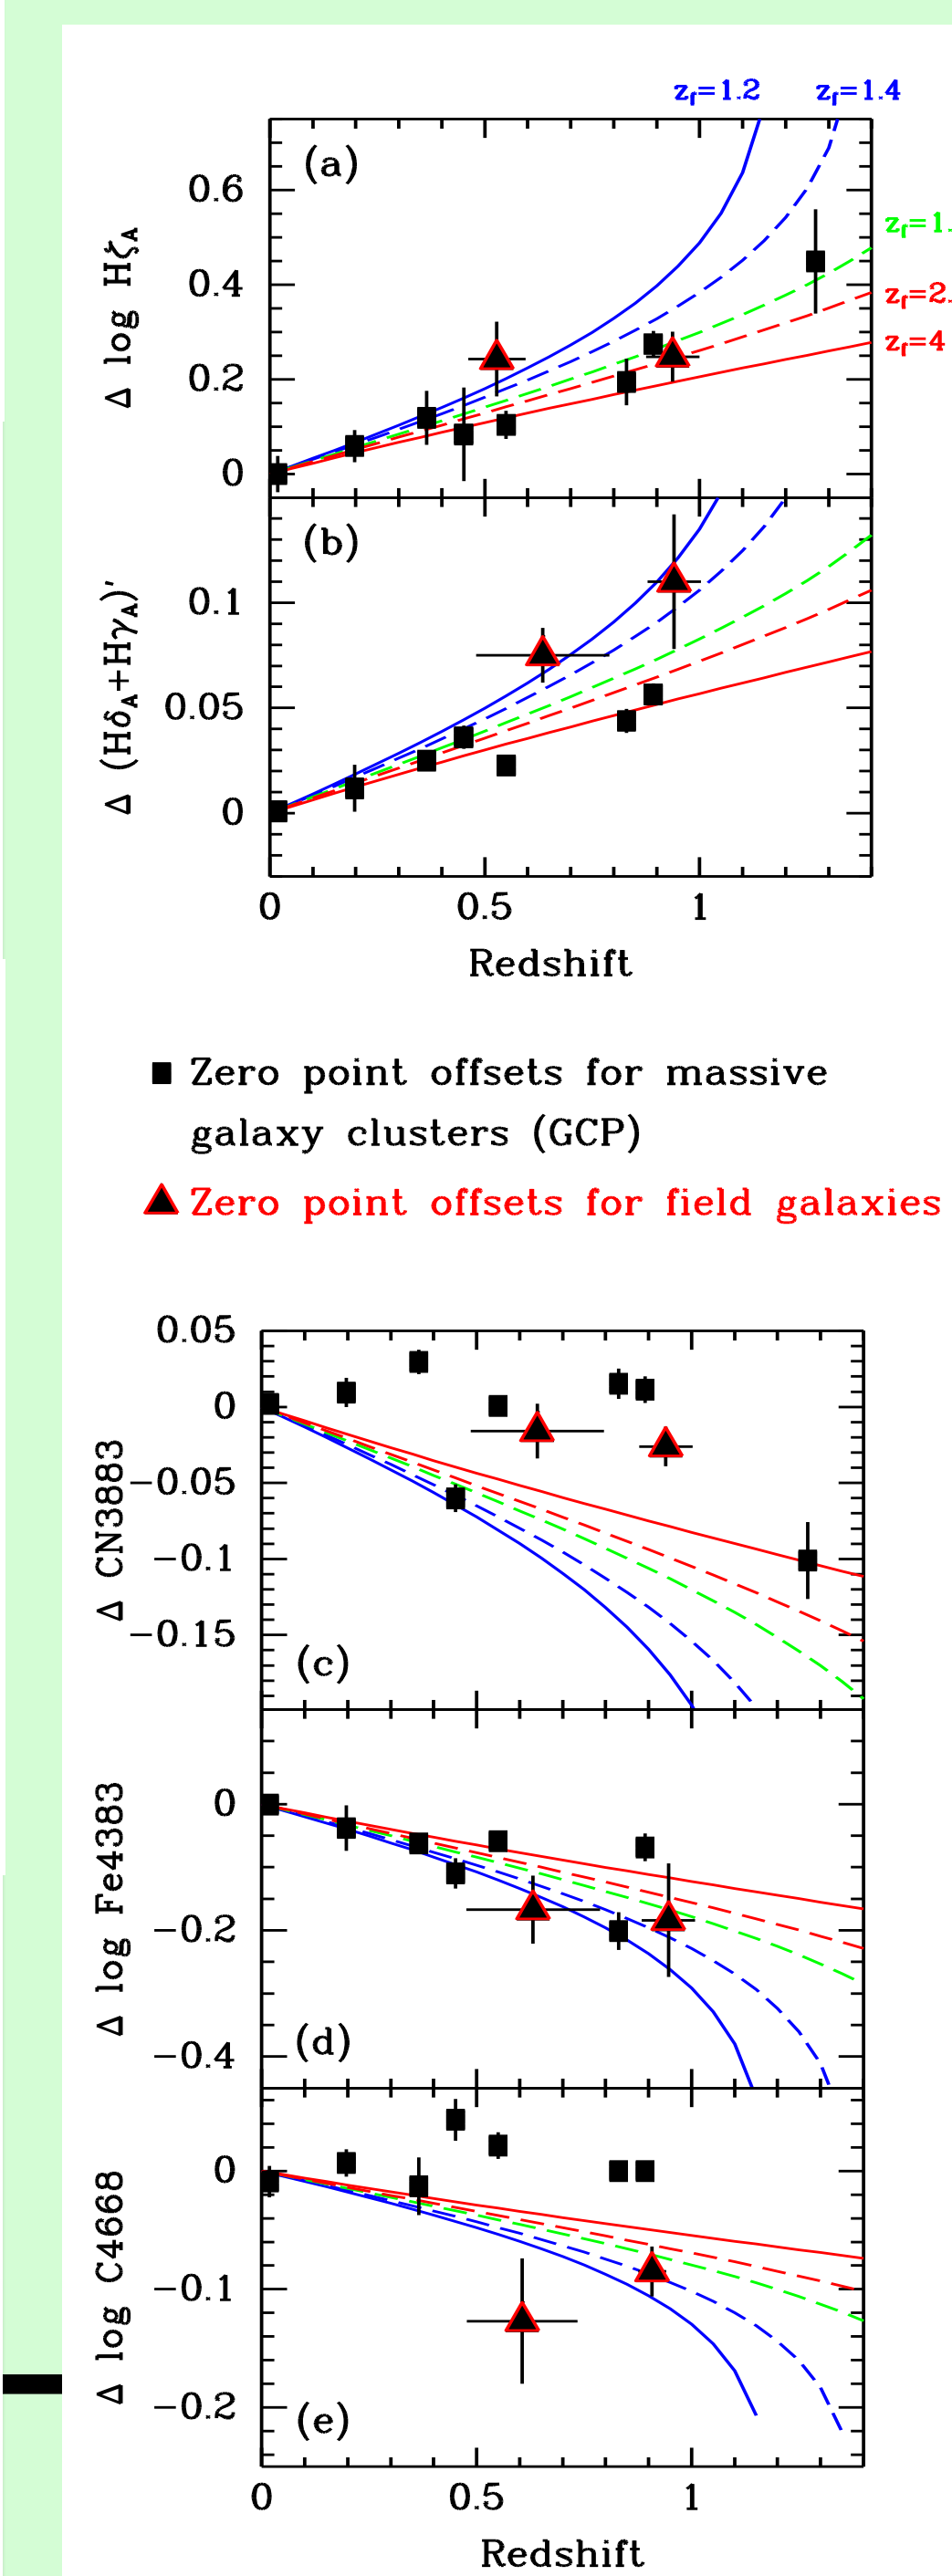 z_f=1.2 z_f=1.4
(a)
0.6
z_f=1.
0.4
z_f=2.
z_f=4
0.2
0
Δ log Hζ_A
(b)
0.1
0.05
0
Δ (Hδ_A+Hγ_A)'
0 0.5 1
Redshift
■ Zero point offsets for massive
galaxy clusters (GCP)
▲ Zero point offsets for field galaxies
0.05
0
−0.05
−0.1
−0.15
Δ CN3883
(c)
0
−0.2
−0.4
Δ log Fe4383
(d)
0
−0.1
−0.2
Δ log C4668
(e)
0 0.5 1
Redshift